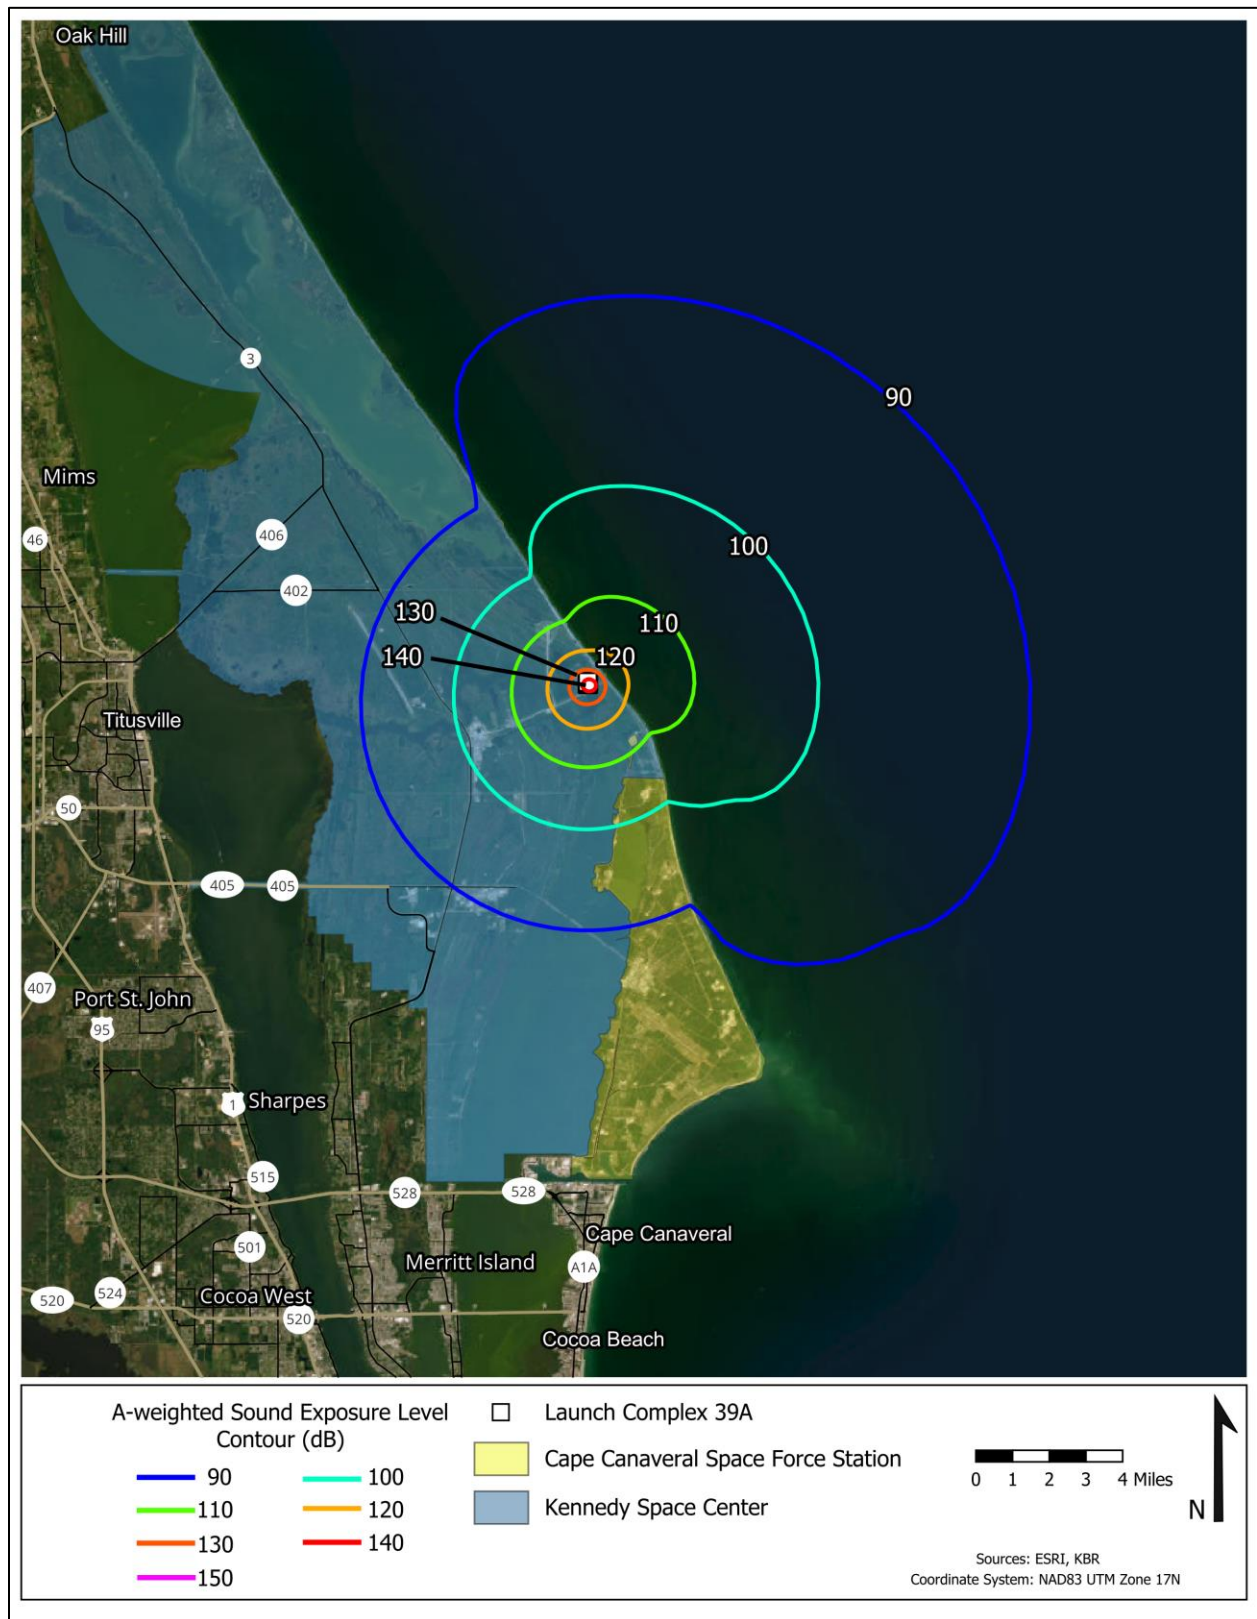 Oak Hill
3
90
Mims
46
406
100
402
130
110
140
120
Titusville
50
405
405
407
Port St. John
95
1
Sharpes
515
528
528
Cape Canaveral
501
Merritt Island
A1A
524
Cocoa West
520
520
Cocoa Beach
A-weighted Sound Exposure Level
Contour (dB)
90
100
110
120
130
140
150
Launch Complex 39A
Cape Canaveral Space Force Station
Kennedy Space Center
0 1 2 3 4 Miles
N
Sources: ESRI, KBR
Coordinate System: NAD83 UTM Zone 17N